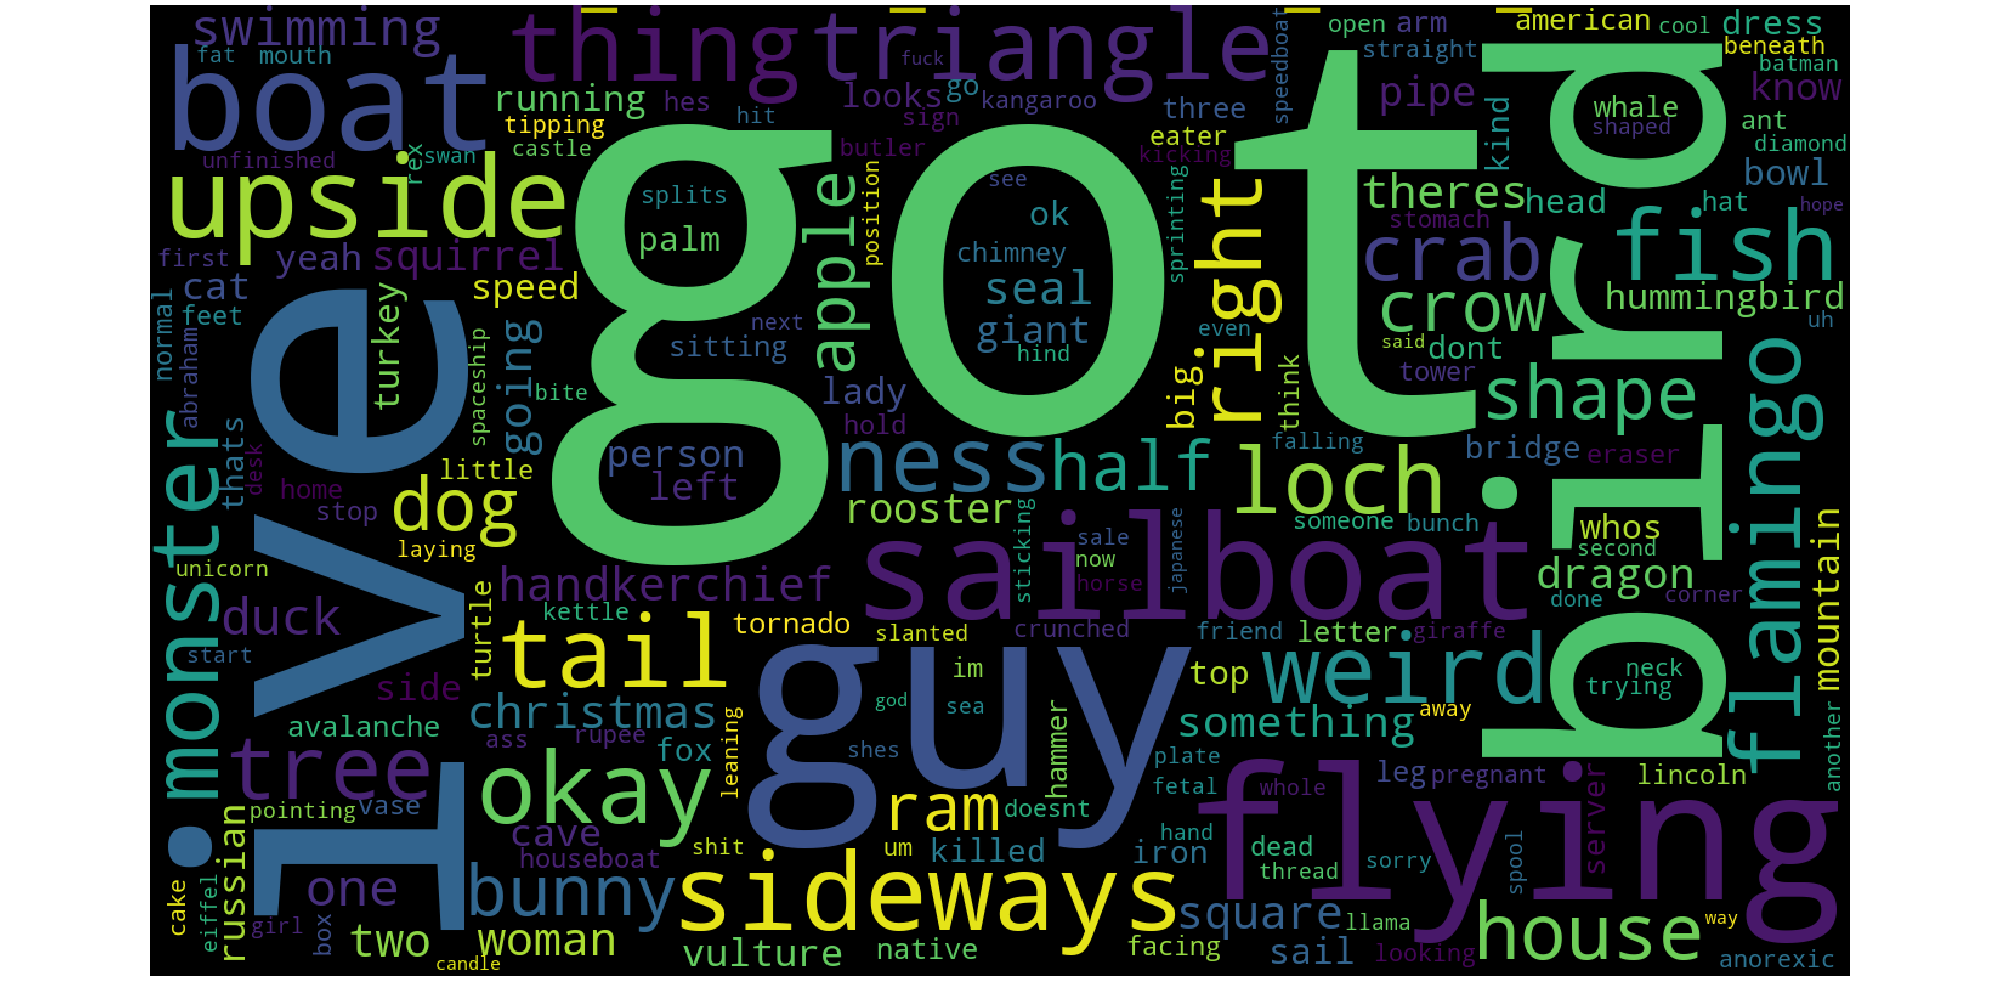 got
ive
bird
guy
flying
sailboat
boat
upside
thing
triangle
sideways
monster
flamingo
fish
tail
okay
tree
weird
house
bunny
ness
loch
half
right
crab
crow
shape
apple
dog
duck
ram
one
two
woman
square
swimming
fat
mouth
running
tipping
castle
unfinished
rex
swan
hes
hit
looks
go
fuck
sign
kangaroo
butler
three
eater
kicking
speedboat
open
arm
straight
pipe
american
cool
dress
beneath
batman
know
whale
shaped
ant
diamond
bowl
kind
theres
head
hat
hope
stomach
sprinting
position
splits
palm
see
ok
chimney
seal
giant
hind
next
sitting
first
yeah
squirrel
cat
feet
normal
abraham
turkey
speed
going
spaceship
bite
lady
hold
even
big
think
said
dont
tower
hummingbird
uh
falling
bridge
eraser
person
left
little
thats
desk
home
stop
laying
rooster
sticking
someone
bunch
sale
now
horse
japanese
whos
second
dragon
done
corner
mountain
unicorn
handkerchief
kettle
turtle
tornado
slanted
crunched
friend
letter
giraffe
start
side
avalanche
christmas
ass
rupee
fox
leaning
im
god
sea
shes
hammer
top
something
away
neck
trying
another
plate
fetal
leg
pregnant
lincoln
whole
server
pointing
vase
russian
cave
houseboat
shit
um
killed
doesnt
hand
iron
dead
thread
sorry
spool
cake
eiffel
girl
box
candle
vulture
native
facing
sail
llama
looking
way
anorexic